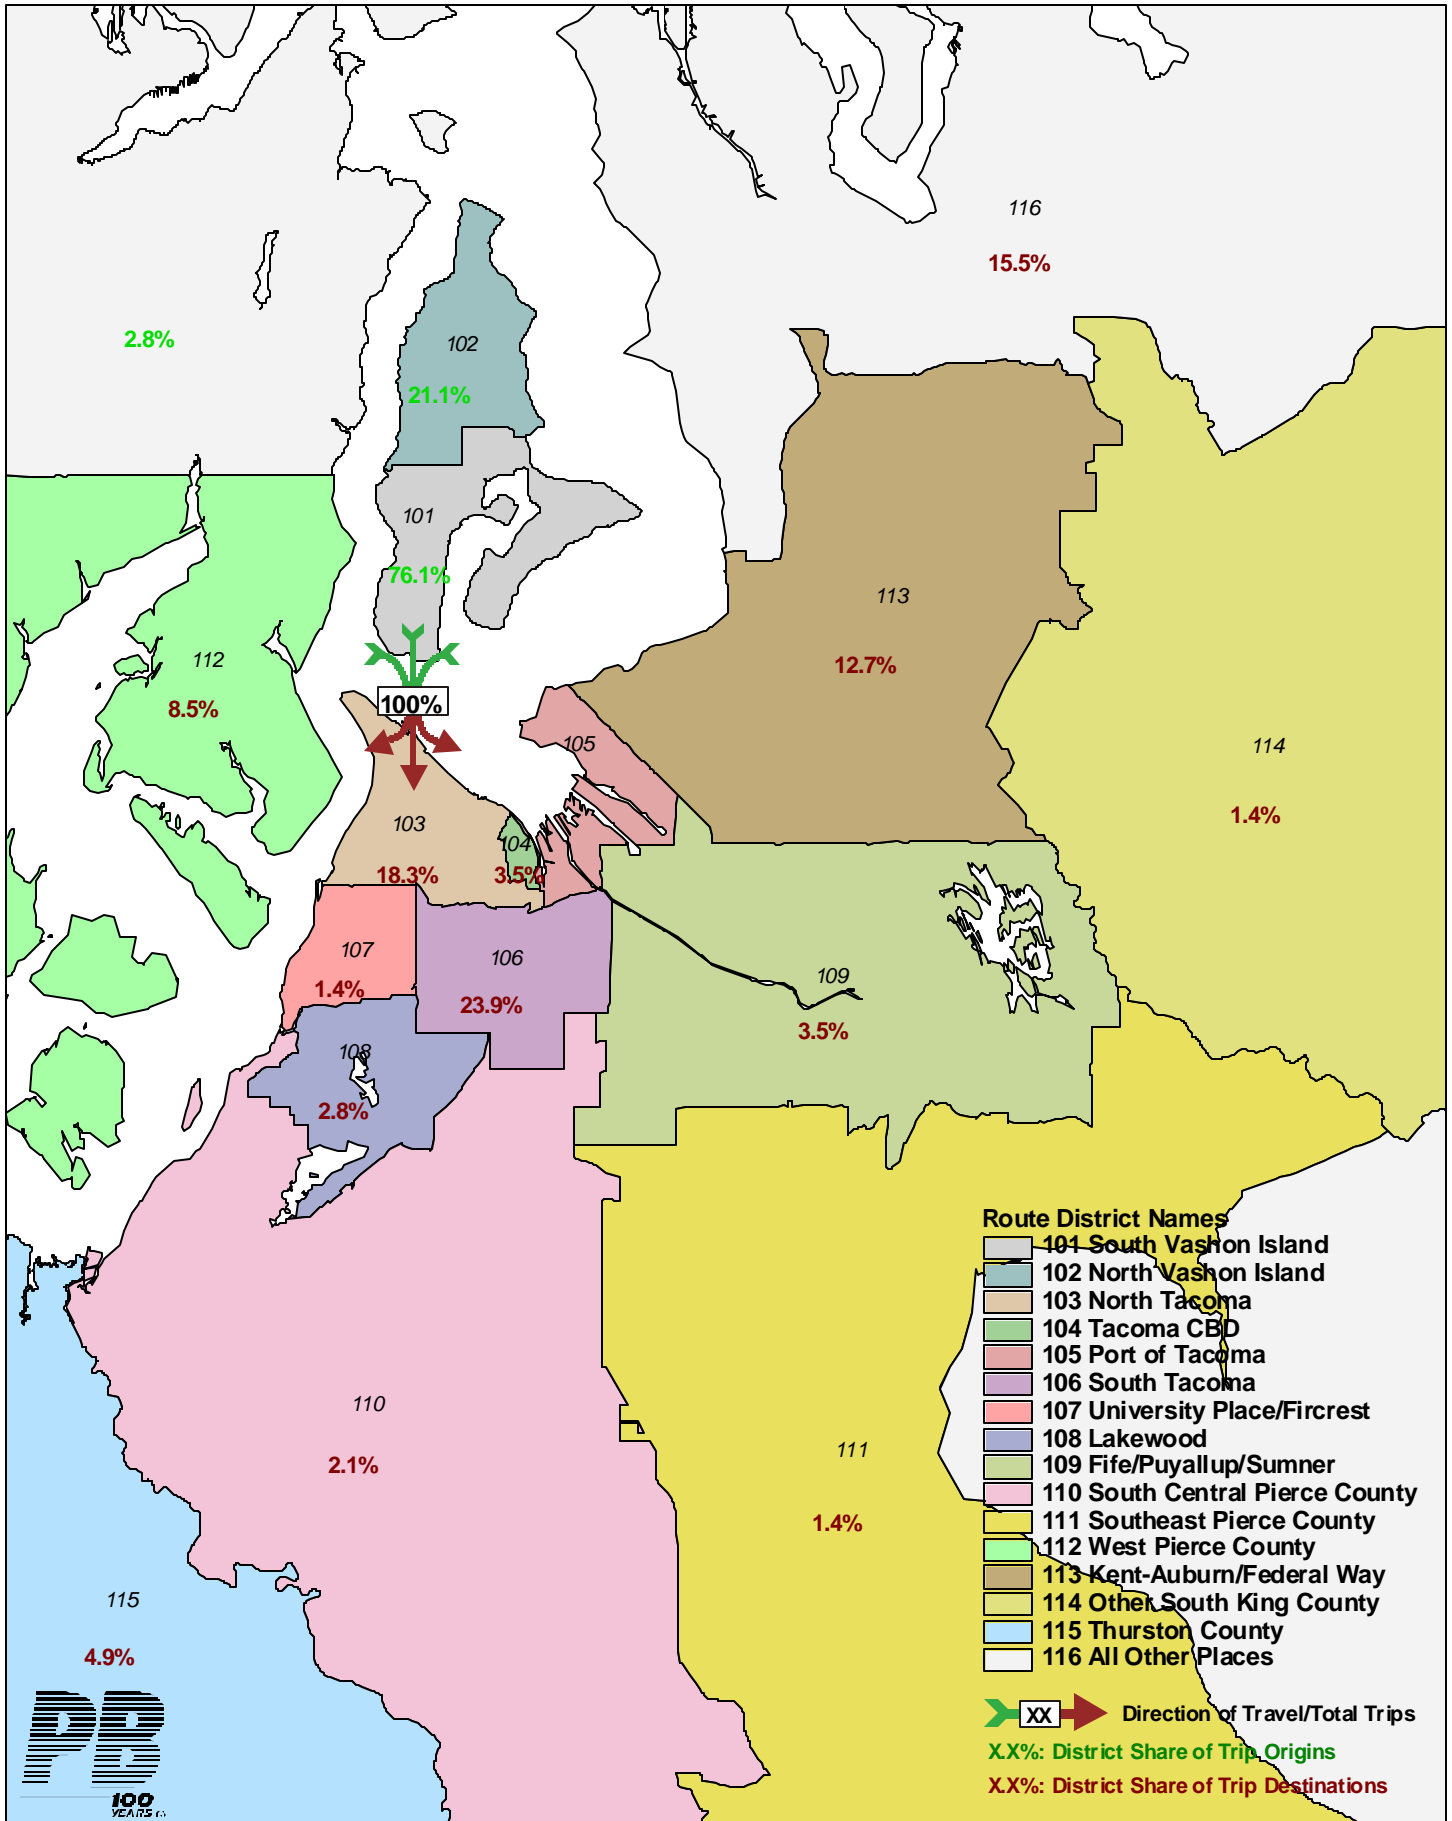 116
15.5%
2.8%
102
21.1%
101
76.1%
113
12.7%
112
8.5%
100%
105
114
1.4%
103
18.3%
104
3.5%
107
1.4%
106
23.9%
109
3.5%
108
2.8%
110
2.1%
111
1.4%
115
4.9%
Route District Names
101 South Vashon Island
102 North Vashon Island
103 North Tacoma
104 Tacoma CBD
105 Port of Tacoma
106 South Tacoma
107 University Place/Fircrest
108 Lakewood
109 Fife/Puyallup/Sumner
110 South Central Pierce County
111 Southeast Pierce County
112 West Pierce County
113 Kent-Auburn/Federal Way
114 Other South King County
115 Thurston County
116 All Other Places
XX Direction of Travel/Total Trips
X.X%: District Share of Trip Origins
X.X%: District Share of Trip Destinations
PB
100
YEARS